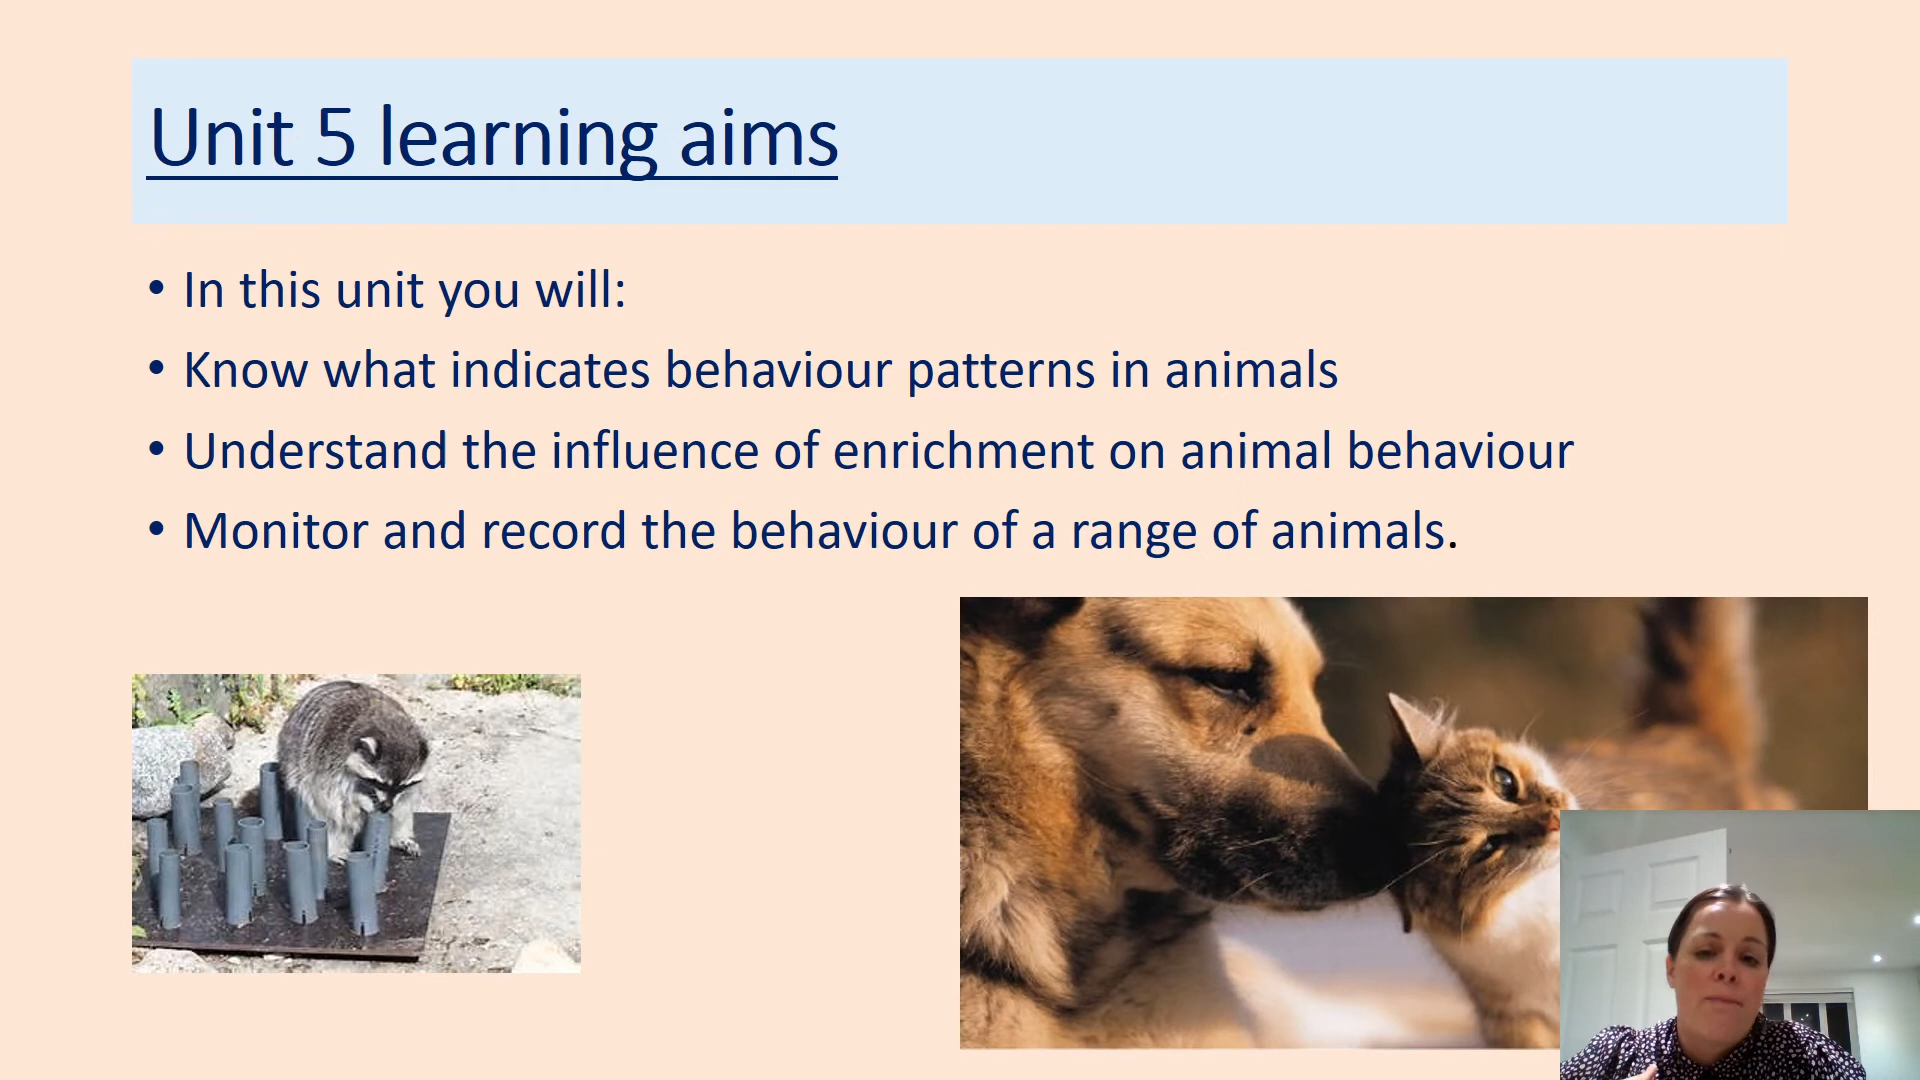 Unit 5 learning aims
• In this unit you will:
• Know what indicates behaviour patterns in animals
• Understand the influence of enrichment on animal behaviour
• Monitor and record the behaviour of a range of animals.